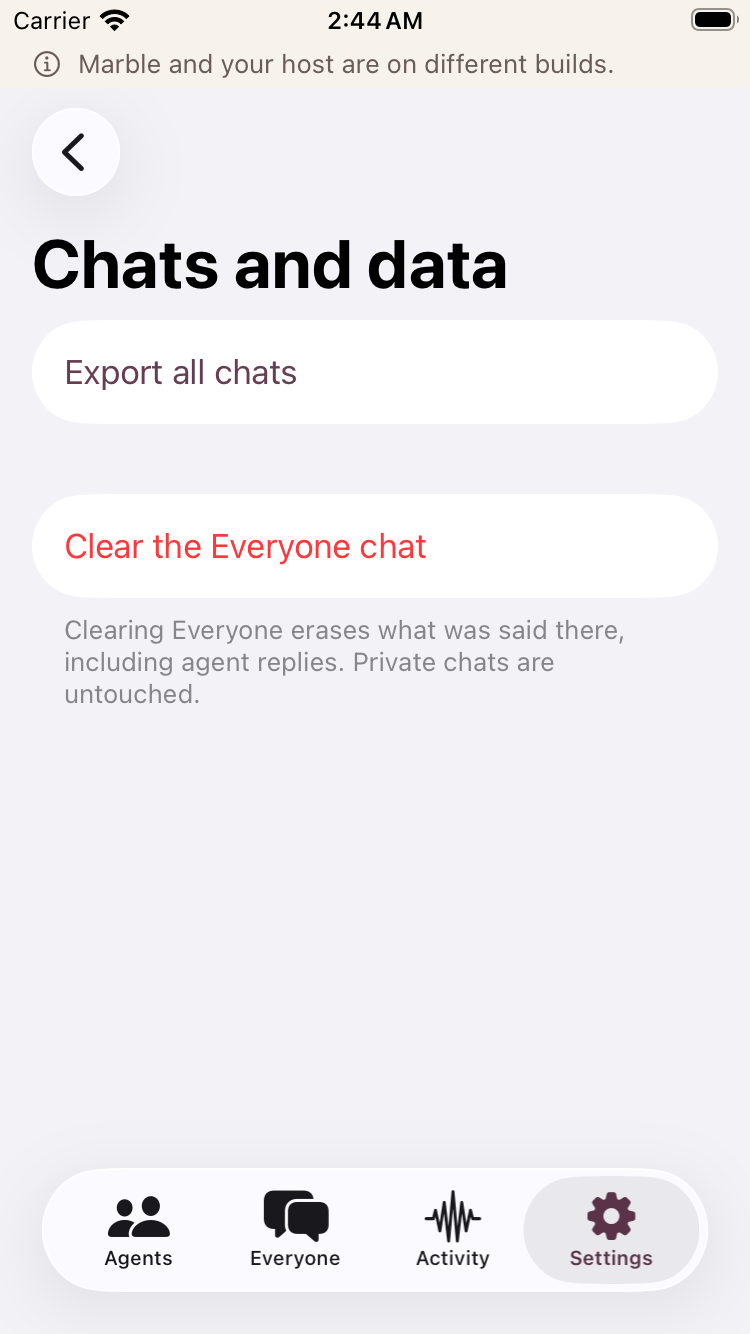 Carrier
2:44 AM
Marble and your host are on different builds.
Chats and data
Export all chats
Clear the Everyone chat
Clearing Everyone erases what was said there,
including agent replies. Private chats are
untouched.
Agents
Everyone
Activity
Settings